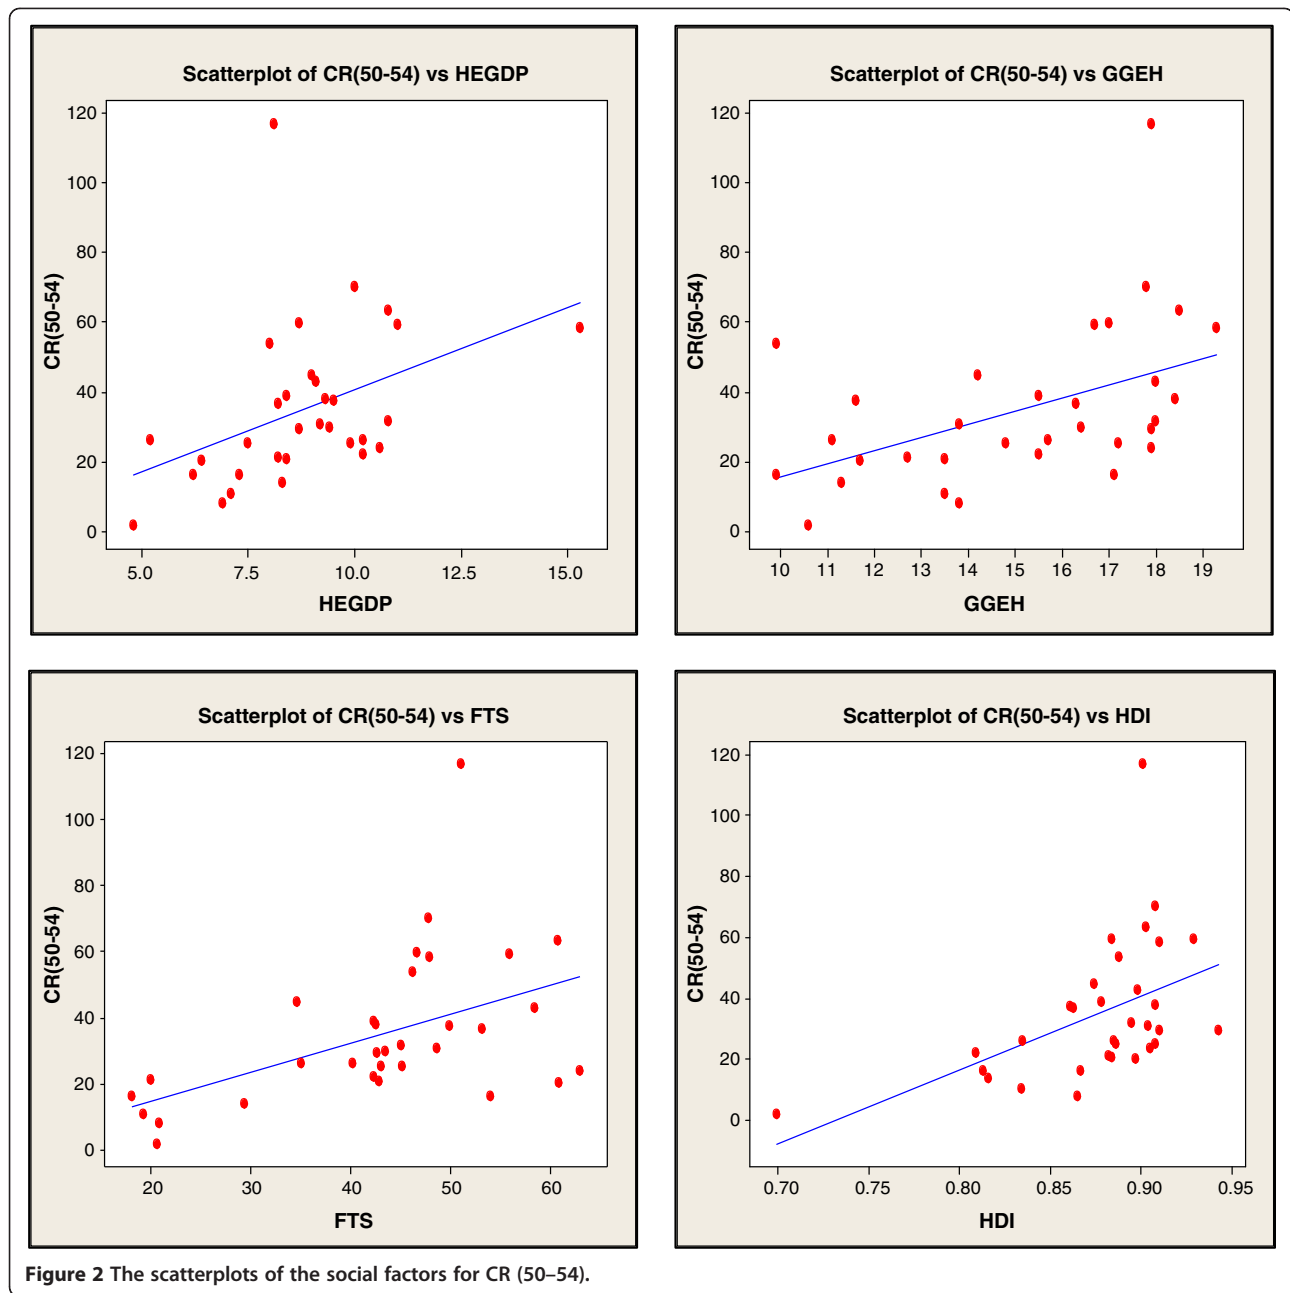 Scatterplot of CR(50-54) vs HEGDP
120
100
80
60
40
20
0
CR(50-54)
5.0 7.5 10.0 12.5 15.0
HEGDP
Scatterplot of CR(50-54) vs GGEH
120
100
80
60
40
20
0
CR(50-54)
10 11 12 13 14 15 16 17 18 19
GGEH
Scatterplot of CR(50-54) vs FTS
120
100
80
60
40
20
0
CR(50-54)
20 30 40 50 60
FTS
Scatterplot of CR(50-54) vs HDI
120
100
80
60
40
20
0
CR(50-54)
0.70 0.75 0.80 0.85 0.90 0.95
HDI
Figure 2 The scatterplots of the social factors for CR (50–54).